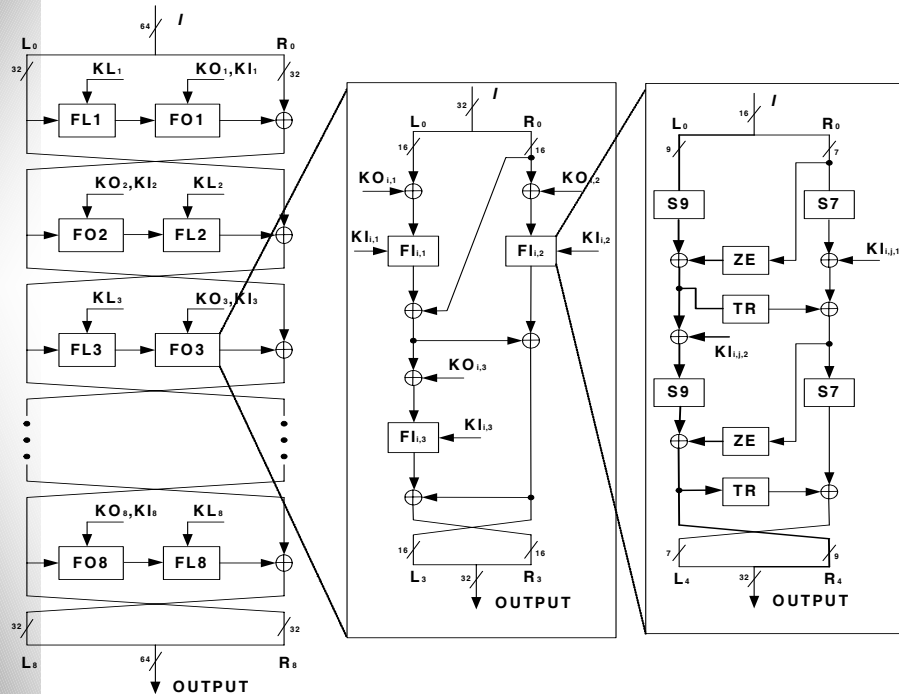 64 I
L0 R0
32 32
KL1 KO1,KI1
FL1 FO1
KO2,KI2 KL2
FO2 FL2
KL3 KO3,KI3
FL3 FO3
KO8,KI8 KL8
FO8 FL8
32 32
L8 64 R8
OUTPUT
32 I
L0 R0
16 16
KOi,1 KOi,2
KIi,1 FIi,1 FIi,2 KIi,2
KOi,3
KIi,3
FIi,3
16 16
L3 32 R3
OUTPUT
I
16
L0 R0
9 7
S9 S7
ZE KIi,j,1
TR
KIi,j,2
S9 S7
ZE
TR
7 9
L4 32 R4
OUTPUT